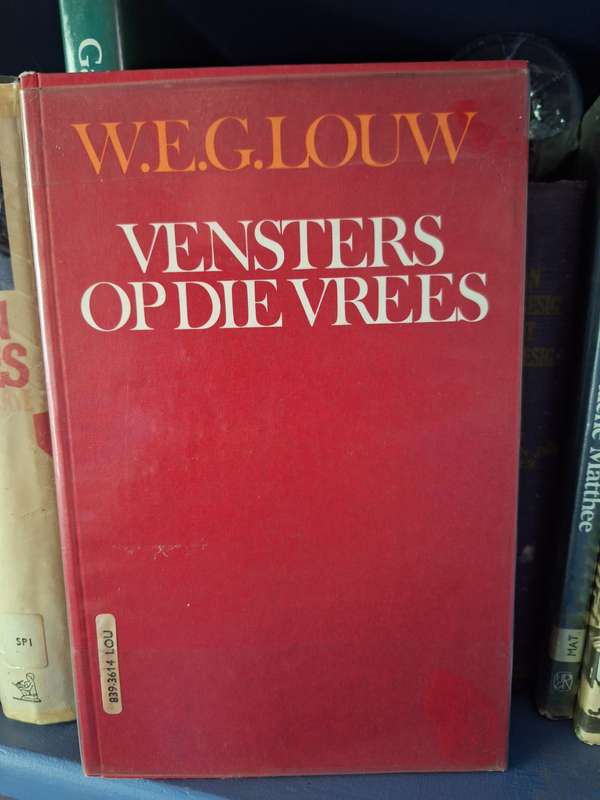 W.E.G. LOUW
VENSTERS
OP DIE VREES
839.3614 LOU
SPI
Matthee
MAT